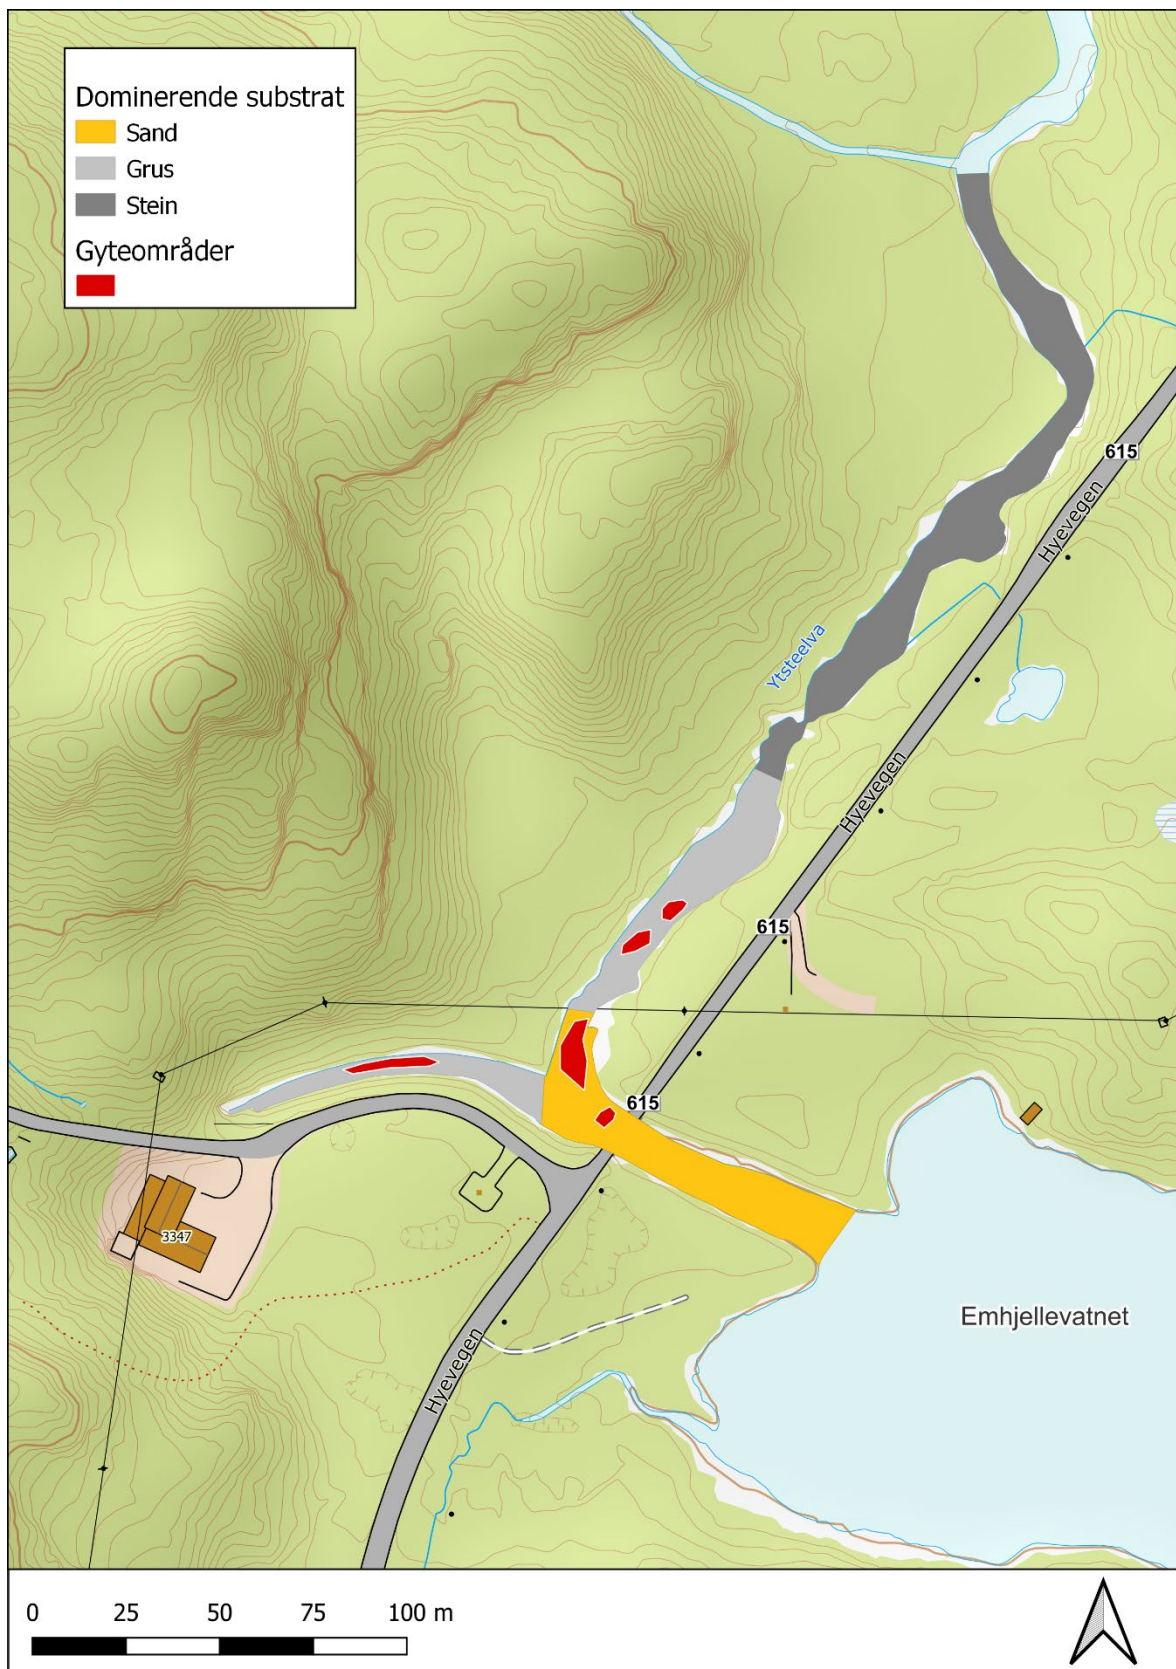 Dominerende substrat
Sand
Grus
Stein
Gyteområder
615
Hyevegen
Ytsteelva
Hyevegen
615
615
3347
Emhjellevatnet
Hyevegen
0 25 50 75 100 m